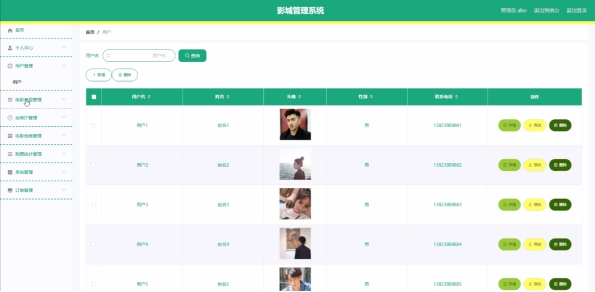 影城管理系统
管理员 abo 退出到前台 退出登录
首页
个人中心
用户管理
用户
电影类型管理
放映厅管理
电影信息管理
购票统计管理
系统管理
订单管理
首页 / 用户
用户名 用户名 查询
新增 删除
用户名 姓名 头像 性别 联系电话 操作
用户1 姓名1 男 13823888881 详情 修改 删除
用户2 姓名2 男 13823888882 详情 修改 删除
用户3 姓名3 男 13823888883 详情 修改 删除
用户4 姓名4 男 13823888884 详情 修改 删除
用户5 姓名5 男 13823888885 详情 修改 删除